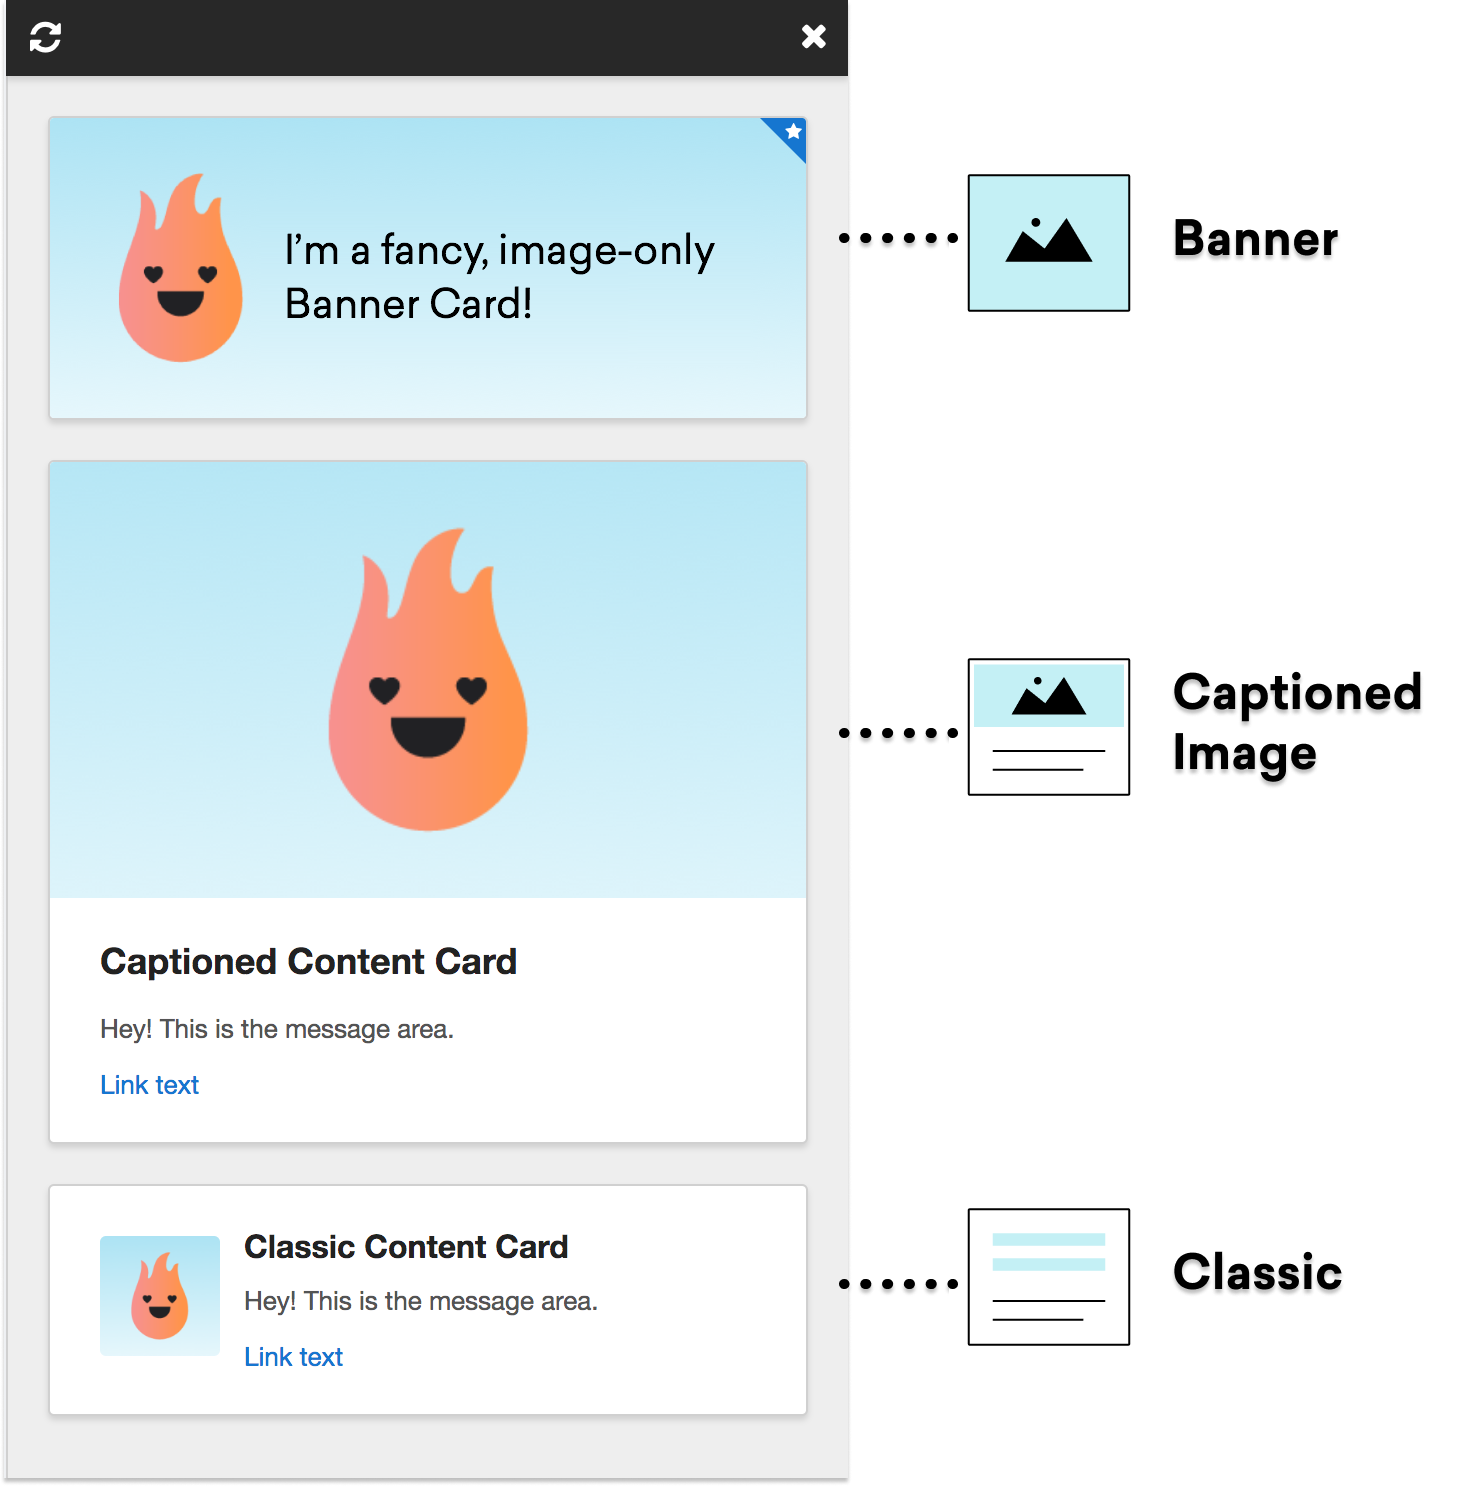 I’m a fancy, image-only
Banner Card!
Banner
Captioned
Image
Captioned Content Card
Hey! This is the message area.
Link text
Classic Content Card
Hey! This is the message area.
Link text
Classic